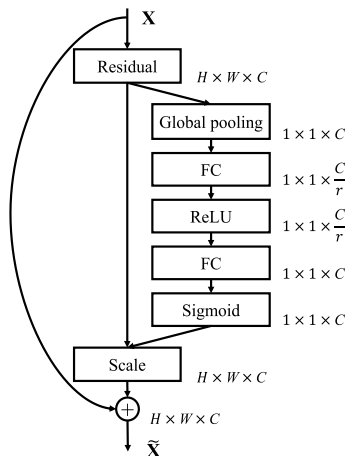 X
Residual
H × W × C
Global pooling
1 × 1 × C
FC
1 × 1 × C/r
ReLU
1 × 1 × C/r
FC
1 × 1 × C
Sigmoid
1 × 1 × C
Scale
H × W × C
+
H × W × C
X̃